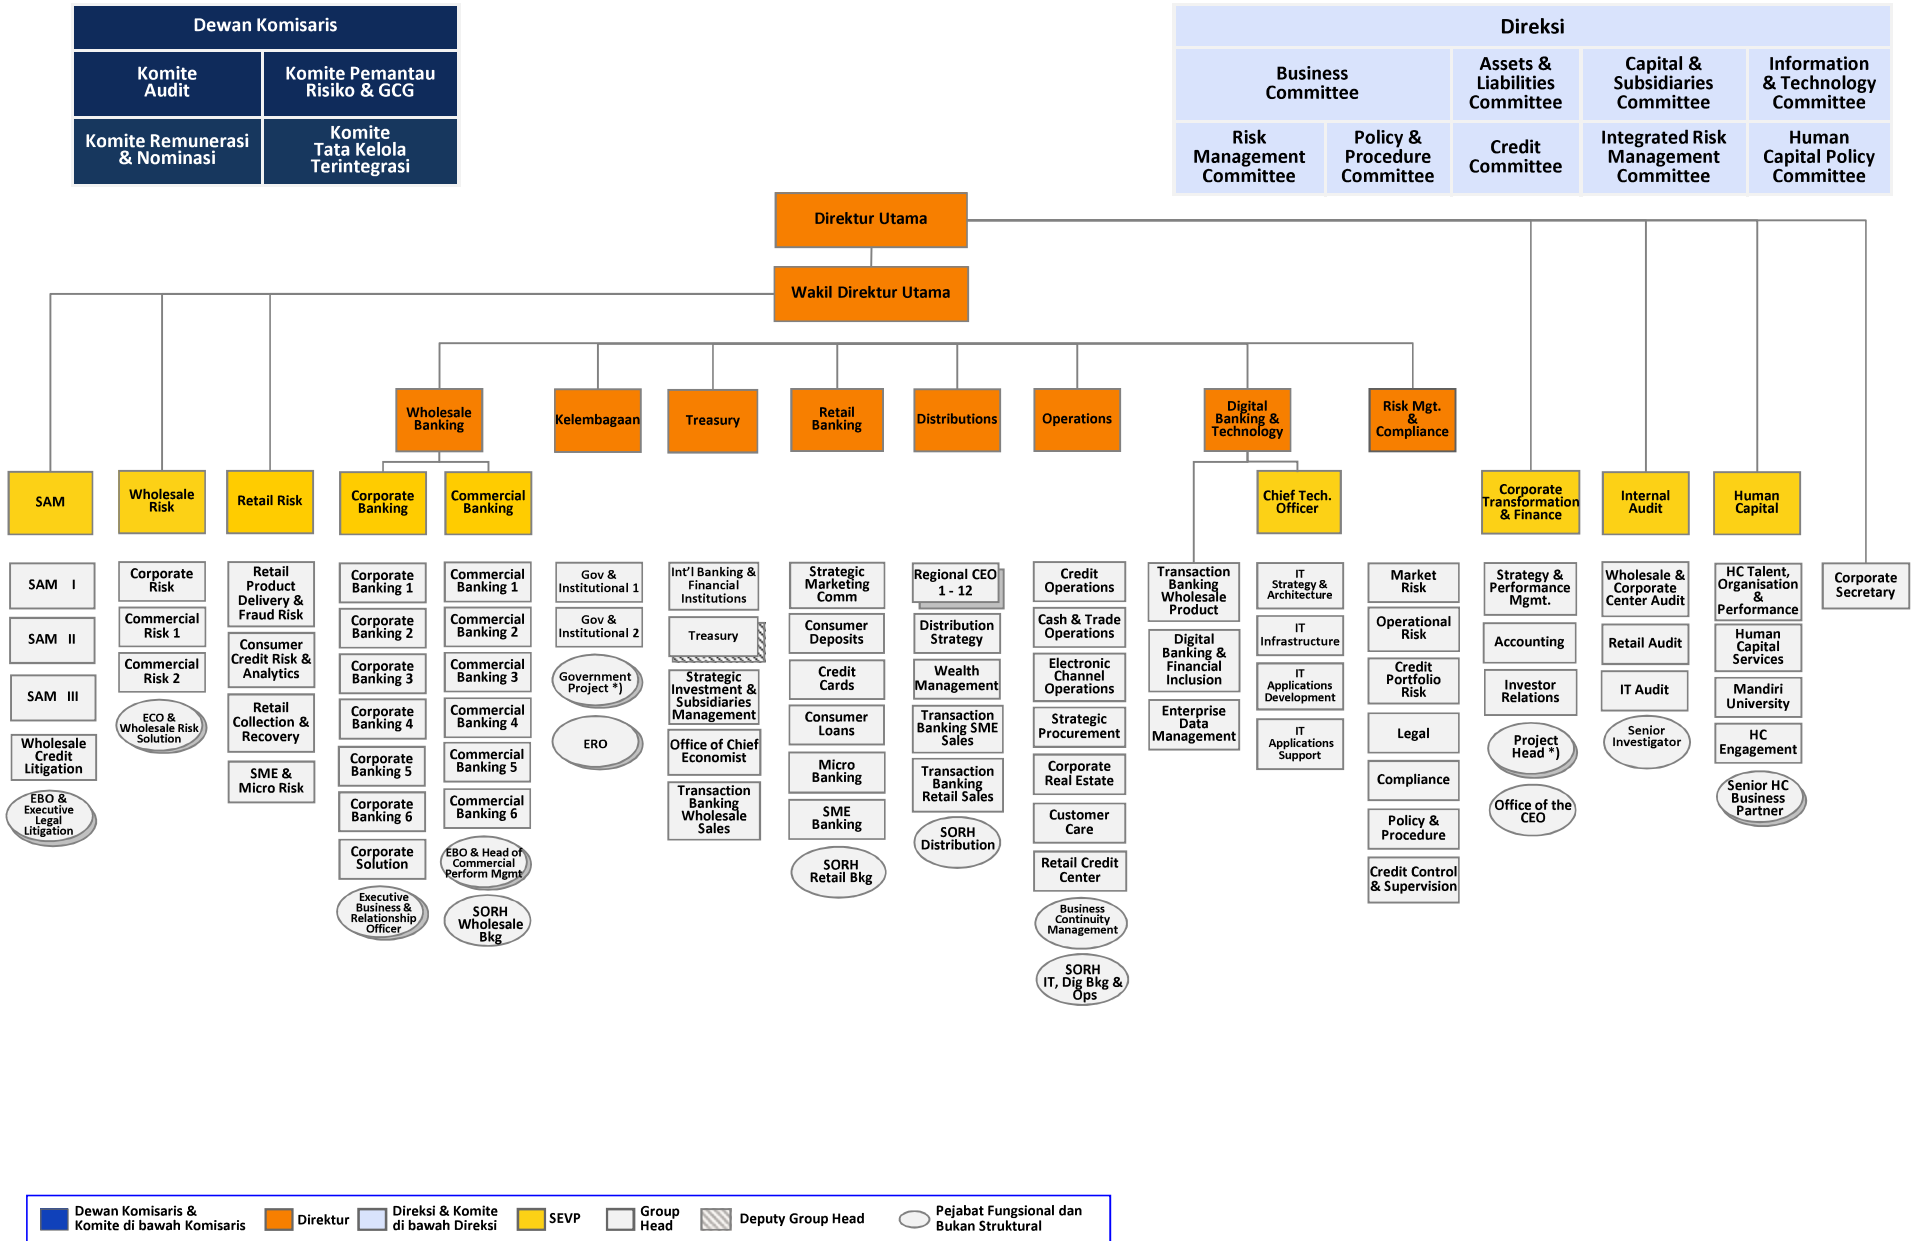 Dewan Komisaris
Komite
Audit
Komite Pemantau
Risiko & GCG
Komite Remunerasi
& Nominasi
Komite
Tata Kelola
Terintegrasi
Direksi
Business
Committee
Assets &
Liabilities
Committee
Capital &
Subsidiaries
Committee
Information
& Technology
Committee
Risk
Management
Committee
Policy &
Procedure
Committee
Credit
Committee
Integrated Risk
Management
Committee
Human
Capital Policy
Committee
Direktur Utama
Wakil Direktur Utama
Wholesale
Banking
Kelembagaan
Treasury
Retail
Banking
Distributions
Operations
Digital
Banking &
Technology
Risk Mgt.
&
Compliance
SAM
Wholesale
Risk
Retail Risk
Corporate
Banking
Commercial
Banking
Chief Tech.
Officer
Corporate
Transformation
& Finance
Internal
Audit
Human
Capital
SAM I
SAM II
SAM III
Wholesale
Credit
Litigation
EBO &
Executive
Legal
Litigation
Corporate
Risk
Commercial
Risk 1
Commercial
Risk 2
ECO &
Wholesale Risk
Solution
Retail
Product
Delivery &
Fraud Risk
Consumer
Credit Risk &
Analytics
Retail
Collection &
Recovery
SME &
Micro Risk
Corporate
Banking 1
Corporate
Banking 2
Corporate
Banking 3
Corporate
Banking 4
Corporate
Banking 5
Corporate
Banking 6
Corporate
Solution
Executive
Business &
Relationship
Officer
Commercial
Banking 1
Commercial
Banking 2
Commercial
Banking 3
Commercial
Banking 4
Commercial
Banking 5
Commercial
Banking 6
EBO & Head of
Commercial
Perform Mgmt
SORH
Wholesale
Bkg
Gov &
Institutional 1
Gov &
Institutional 2
Government
Project *)
ERO
Int'l Banking &
Financial
Institutions
Treasury
Strategic
Investment &
Subsidiaries
Management
Office of Chief
Economist
Transaction
Banking
Wholesale
Sales
Strategic
Marketing
Comm
Consumer
Deposits
Credit
Cards
Consumer
Loans
Micro
Banking
SME
Banking
SORH
Retail Bkg
Regional CEO
1 - 12
Distribution
Strategy
Wealth
Management
Transaction
Banking SME
Sales
Transaction
Banking
Retail Sales
SORH
Distribution
Credit
Operations
Cash & Trade
Operations
Electronic
Channel
Operations
Strategic
Procurement
Corporate
Real Estate
Customer
Care
Retail Credit
Center
Business
Continuity
Management
SORH
IT, Dig Bkg &
Ops
Transaction
Banking
Wholesale
Product
Digital
Banking &
Financial
Inclusion
Enterprise
Data
Management
IT
Strategy &
Architecture
IT
Infrastructure
IT
Applications
Development
IT
Applications
Support
Market
Risk
Operational
Risk
Credit
Portfolio
Risk
Legal
Compliance
Policy &
Procedure
Credit Control
& Supervision
Strategy &
Performance
Mgmt.
Accounting
Investor
Relations
Project
Head *)
Office of the
CEO
Wholesale &
Corporate
Center Audit
Retail Audit
IT Audit
Senior
Investigator
HC Talent,
Organisation
&
Performance
Human
Capital
Services
Mandiri
University
HC
Engagement
Senior HC
Business
Partner
Corporate
Secretary
Dewan Komisaris &
Komite di bawah Komisaris
Direktur
Direksi & Komite
di bawah Direksi
SEVP
Group
Head
Deputy Group Head
Pejabat Fungsional dan
Bukan Struktural